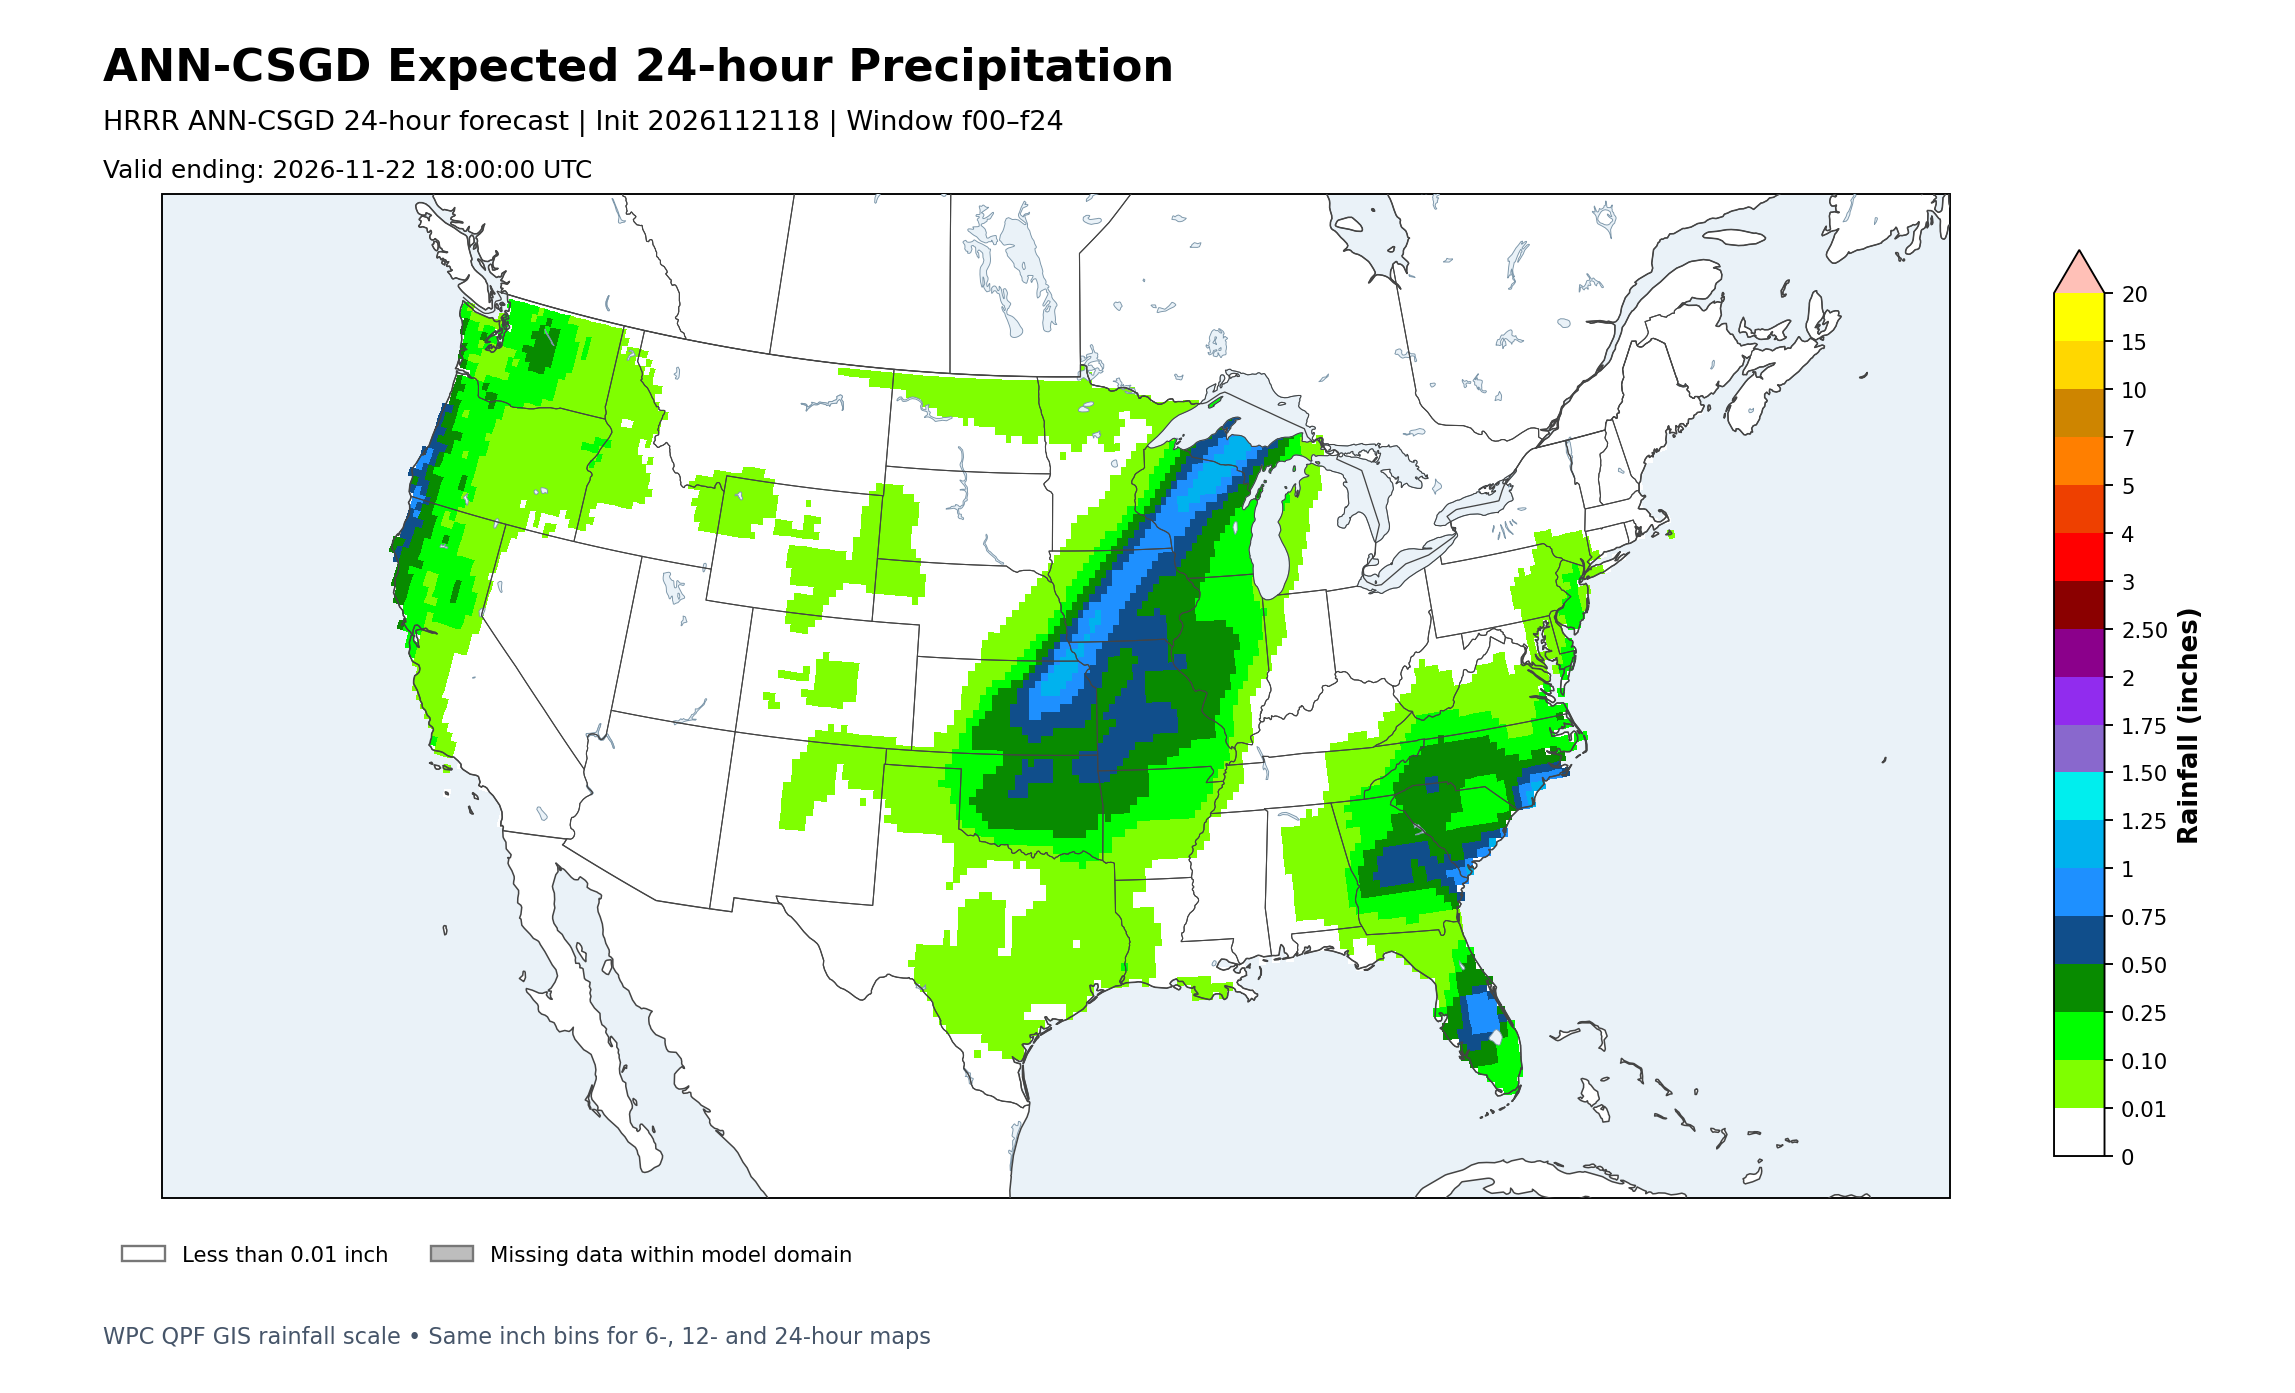 ANN-CSGD Expected 24-hour Precipitation
HRRR ANN-CSGD 24-hour forecast | Init 2026112118 | Window f00–f24
Valid ending: 2026-11-22 18:00:00 UTC
20
15
10
7
5
4
3
2.50
2
1.75
1.50
1.25
1
0.75
0.50
0.25
0.10
0.01
0
Rainfall (inches)
Less than 0.01 inch
Missing data within model domain
WPC QPF GIS rainfall scale • Same inch bins for 6-, 12- and 24-hour maps